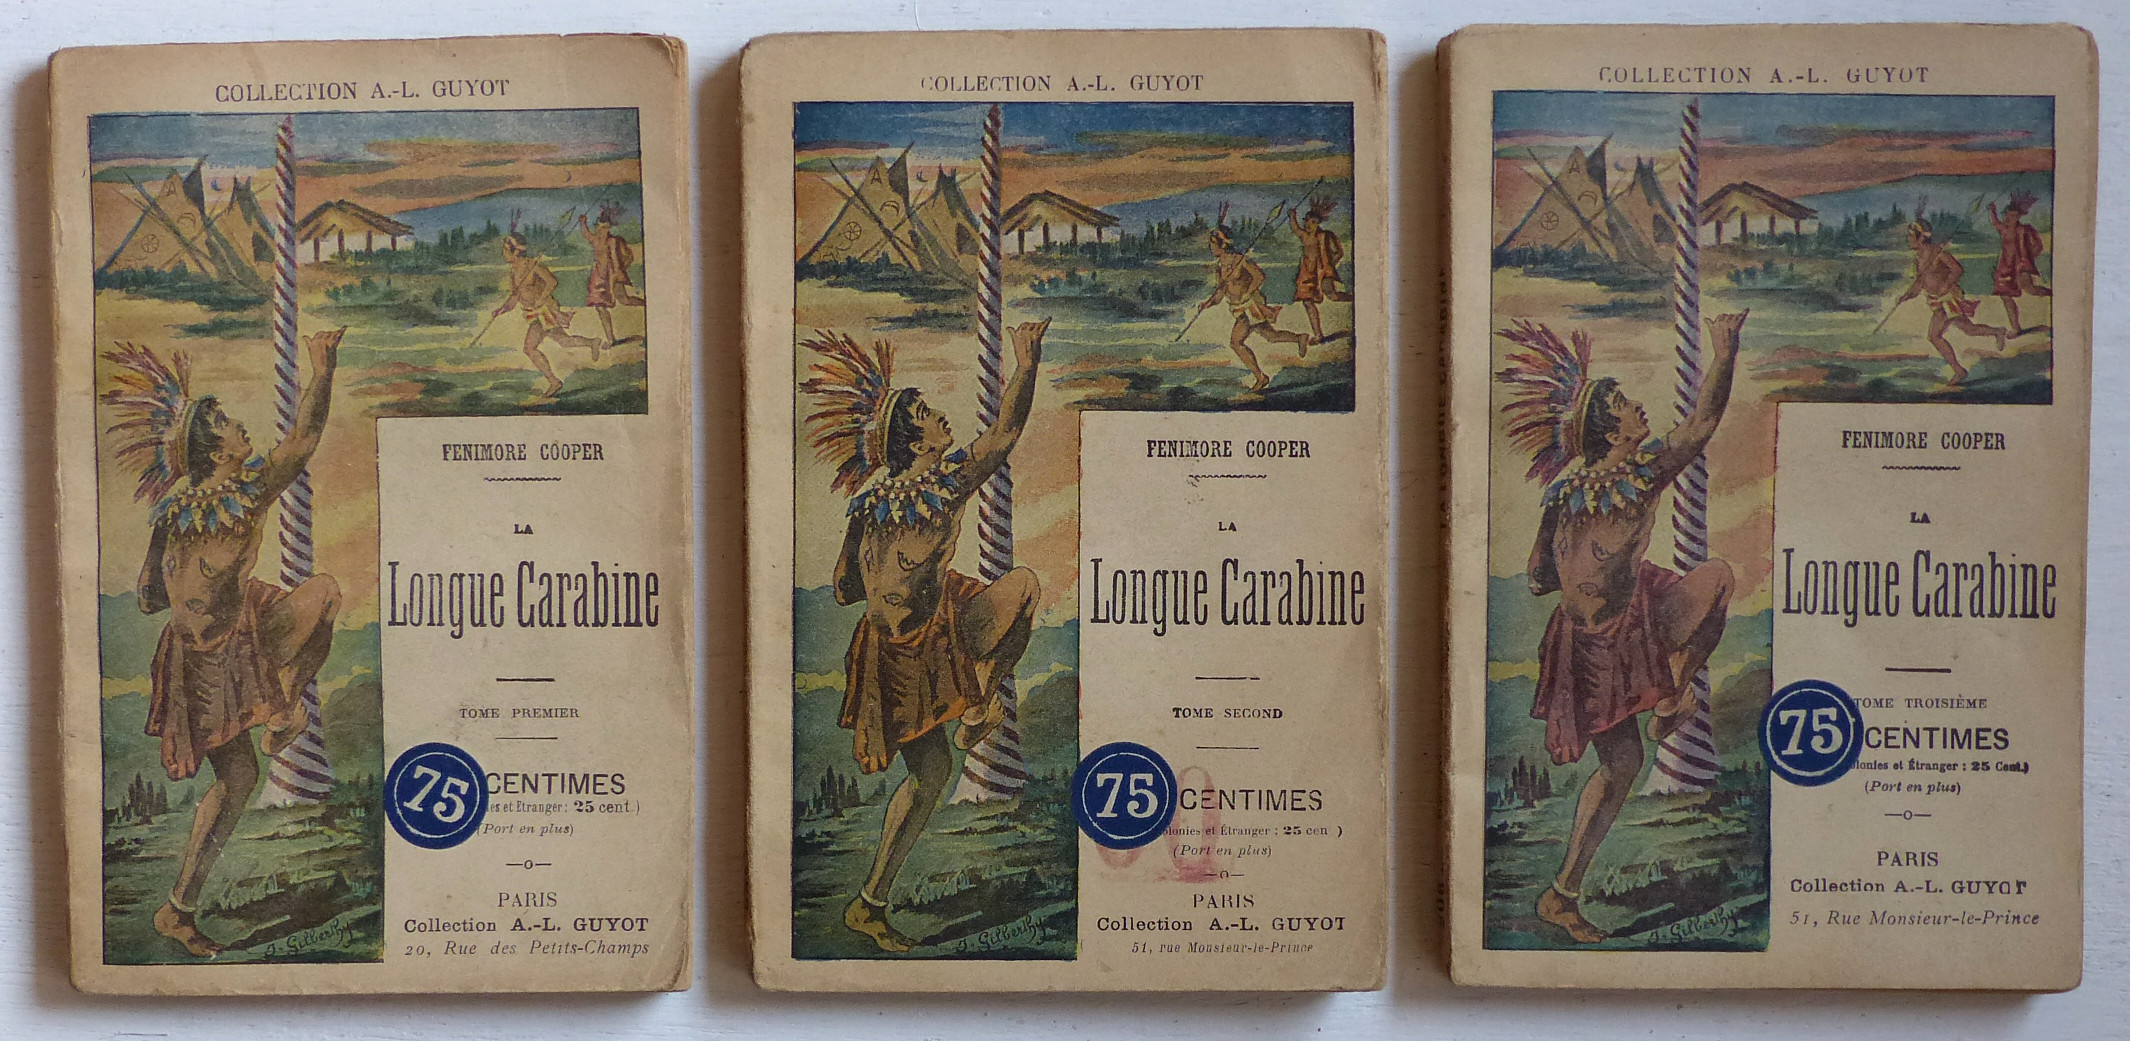 COLLECTION A.-L. GUYOT
FENIMORE COOPER
LA
Longue Carabine
TOME PREMIER
75 CENTIMES
es et Etranger : 25 cent.)
(Port en plus)
PARIS
Collection A.-L. GUYOT
20, Rue des Petits-Champs
J. Gilberthy
COLLECTION A.-L. GUYOT
FENIMORE COOPER
LA
Longue Carabine
TOME SECOND
75 CENTIMES
olonies et Étranger : 25 cen )
(Port en plus)
PARIS
Collection A.-L. GUYOT
51, rue Monsieur-le-Prince
J. Gilberthy
COLLECTION A.-L. GUYOT
FENIMORE COOPER
LA
Longue Carabine
TOME TROISIÈME
75 CENTIMES
lonies et Étranger : 25 Cent.)
(Port en plus)
PARIS
Collection A.-L. GUYOT
51, Rue Monsieur-le-Prince
J. Gilberthy